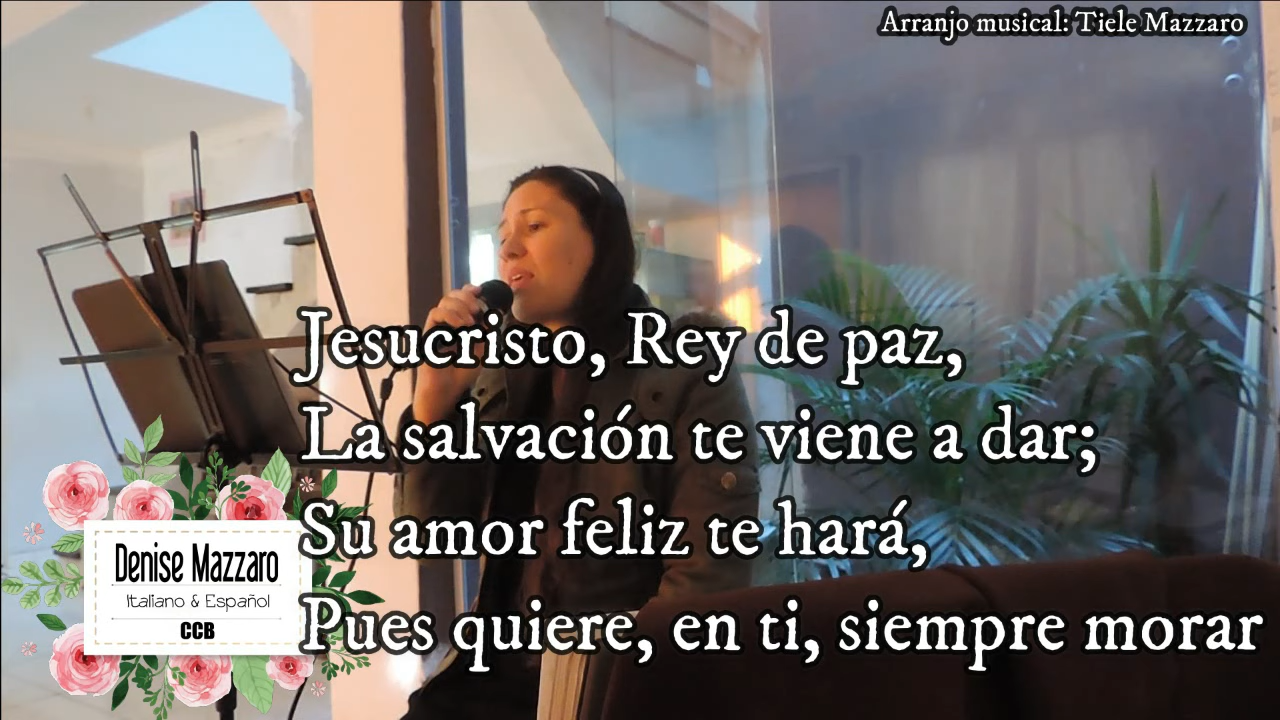 Arranjo musical: Tiele Mazzaro
Jesucristo, Rey de paz,
La salvación te viene a dar;
Su amor feliz te hará,
Pues quiere, en ti, siempre morar
Denise Mazzaro
Italiano & Español
CCB